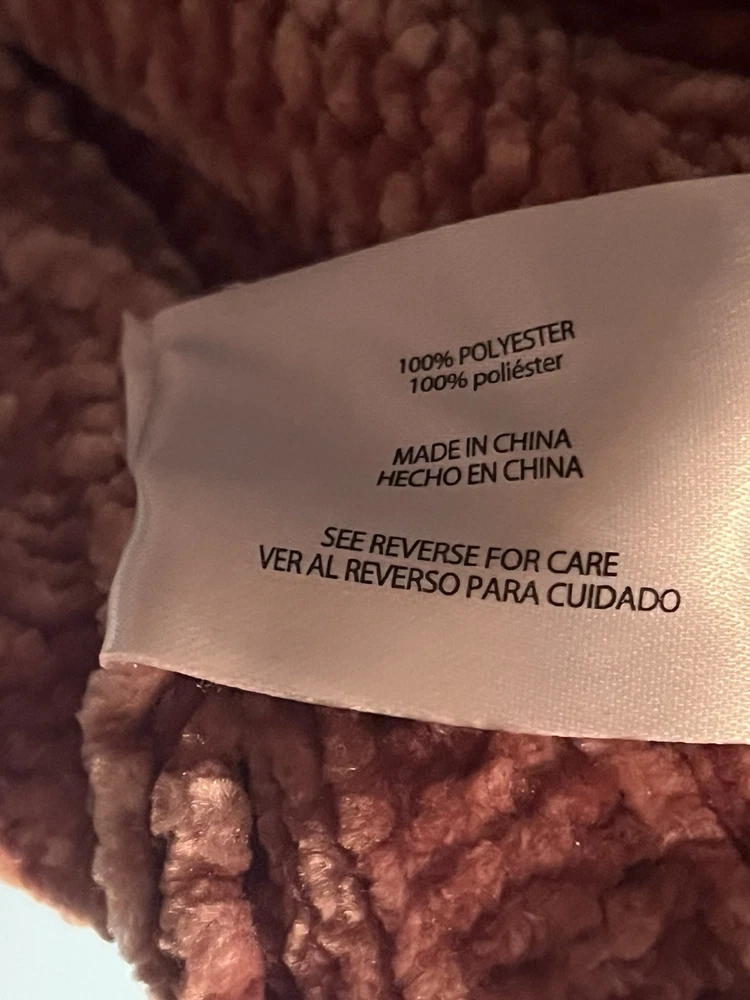 100% POLYESTER
100% poliéster
MADE IN CHINA
HECHO EN CHINA
SEE REVERSE FOR CARE
VER AL REVERSO PARA CUIDADO